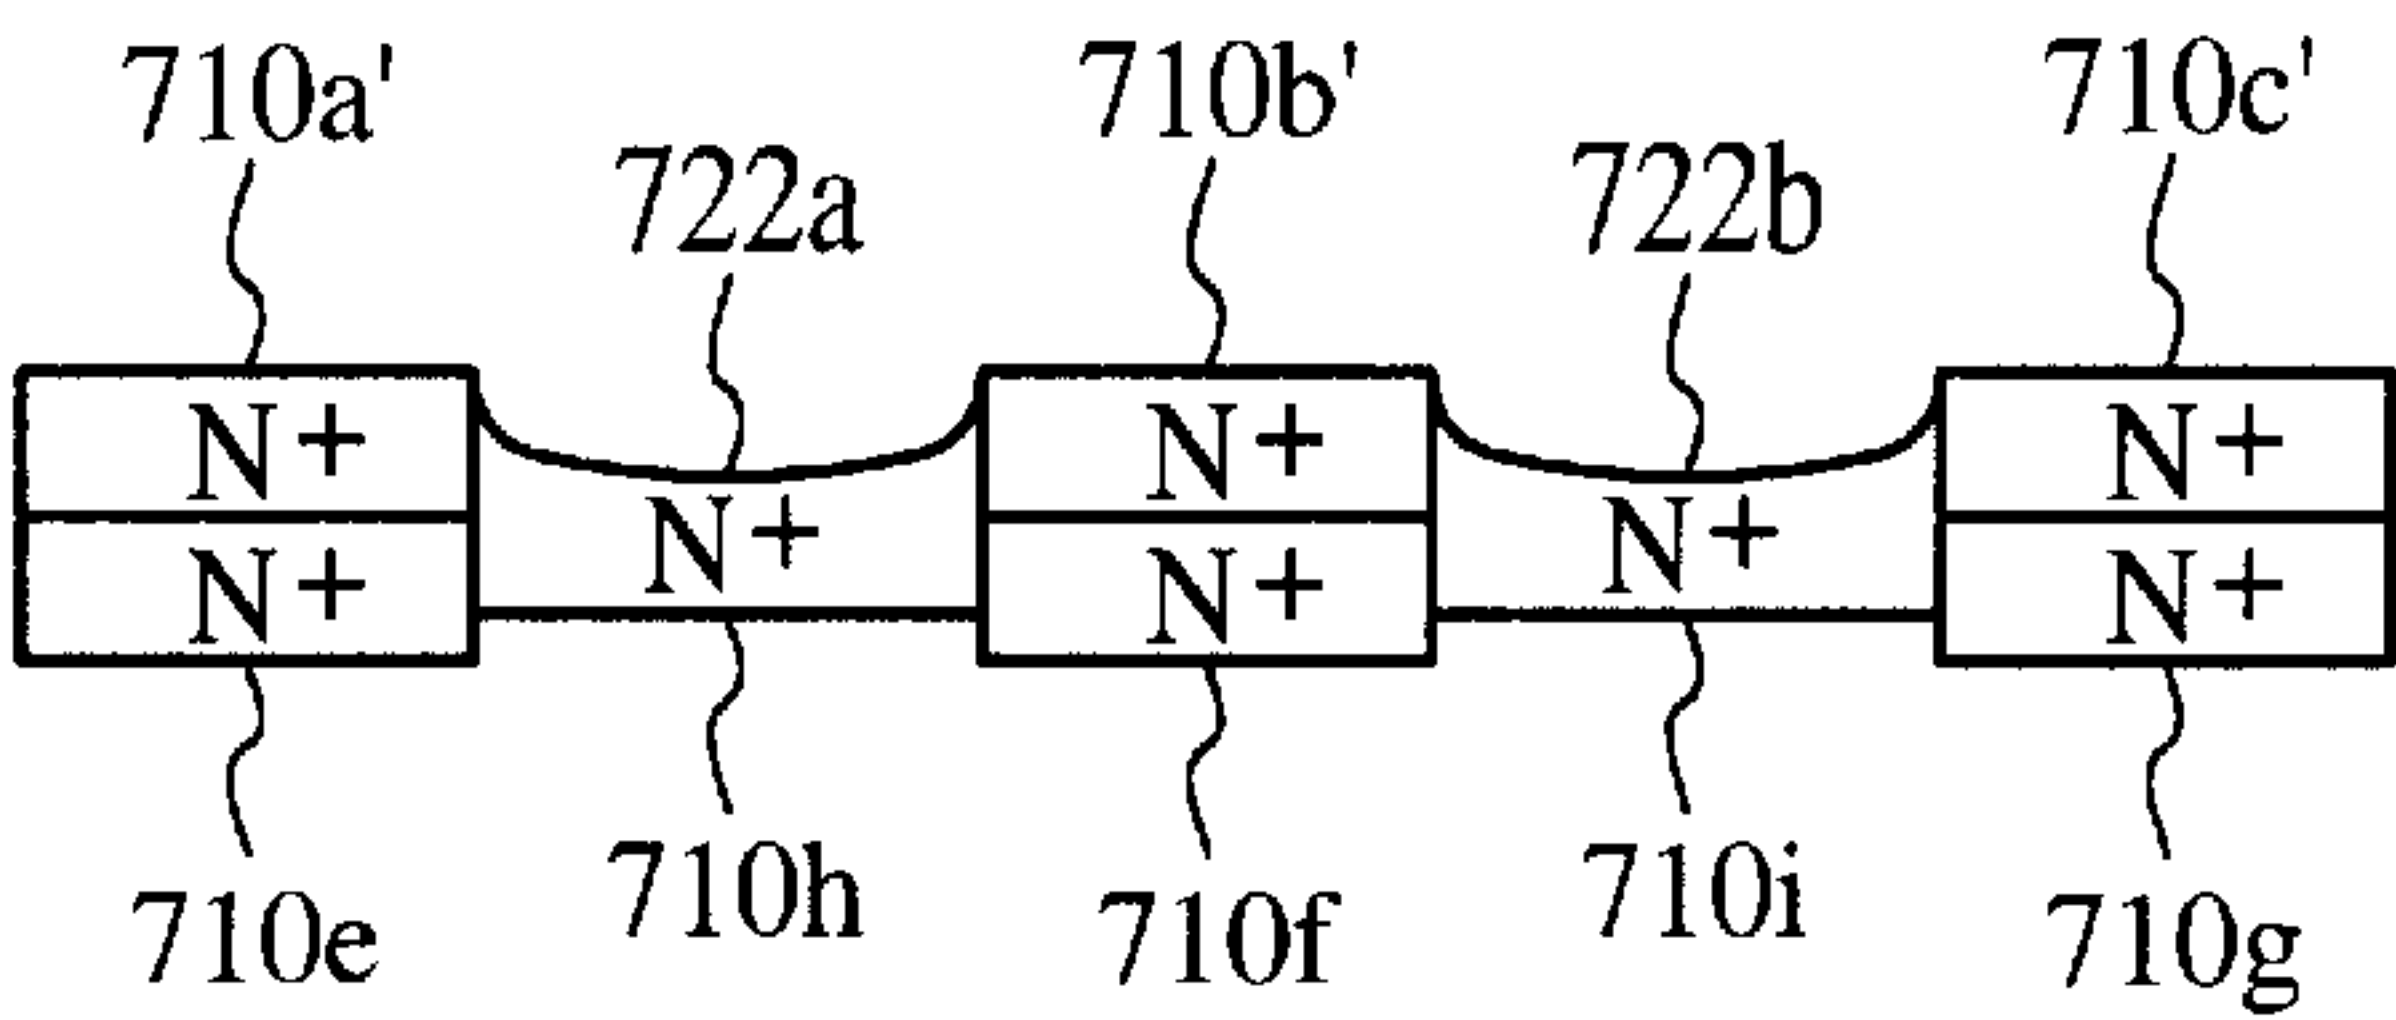 710a' 710b' 710c'
722a 722b
N+ N+ N+
N+ N+
N+ N+ N+
710h 710i
710e 710f 710g